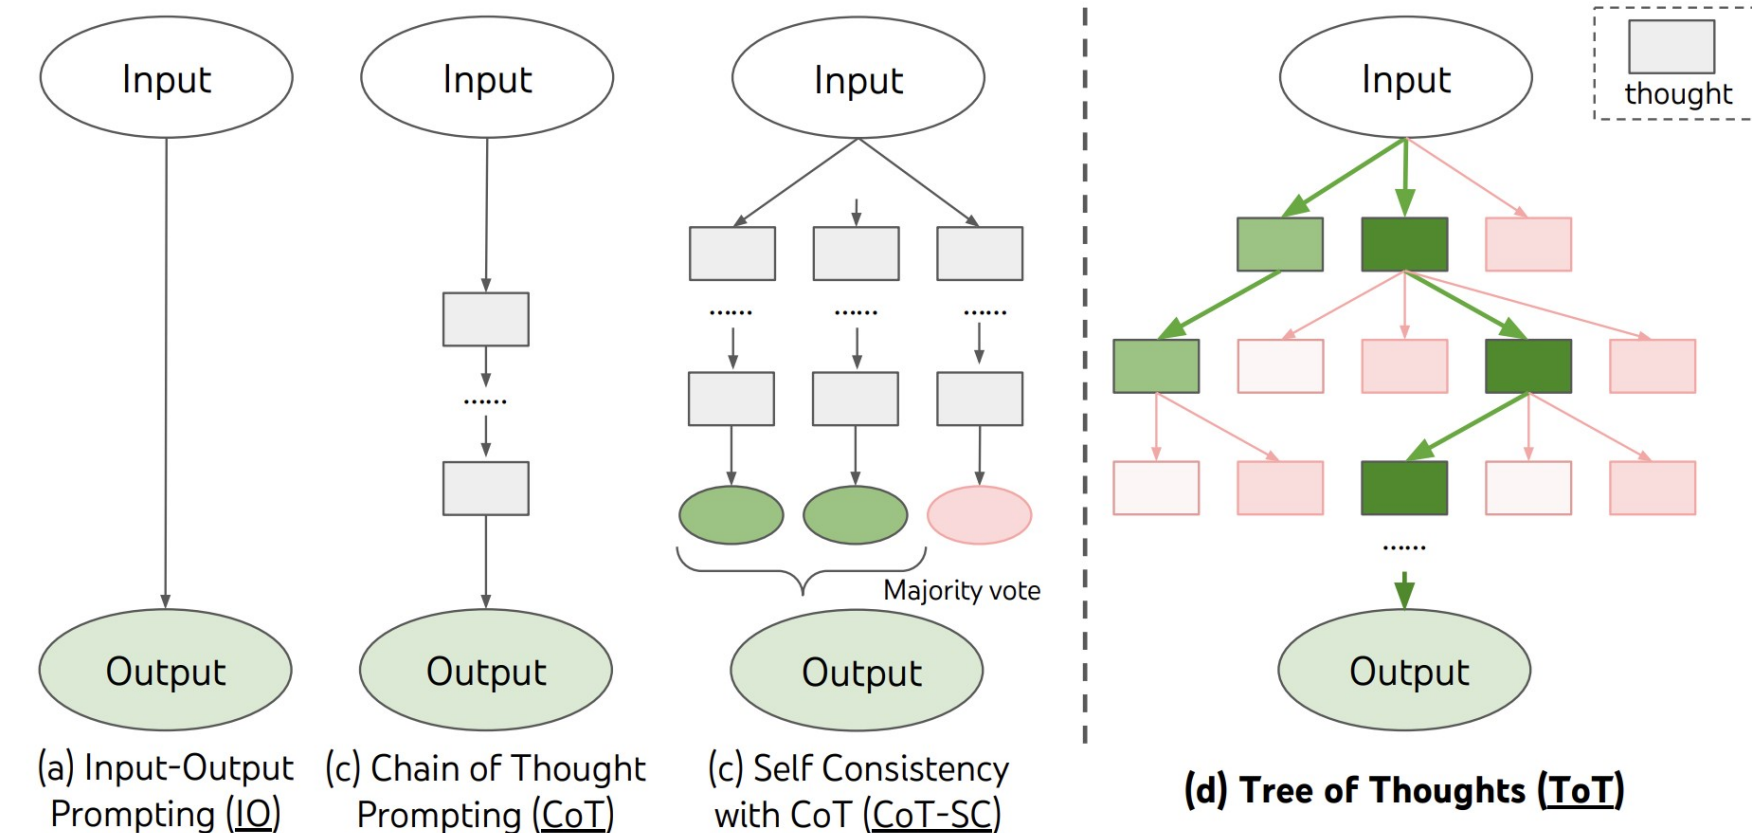 Input
Output
(a) Input-Output
Prompting (IO)
Input
......
Output
(c) Chain of Thought
Prompting (CoT)
Input
...... ...... ......
Majority vote
Output
(c) Self Consistency
with CoT (CoT-SC)
Input
thought
......
Output
(d) Tree of Thoughts (ToT)